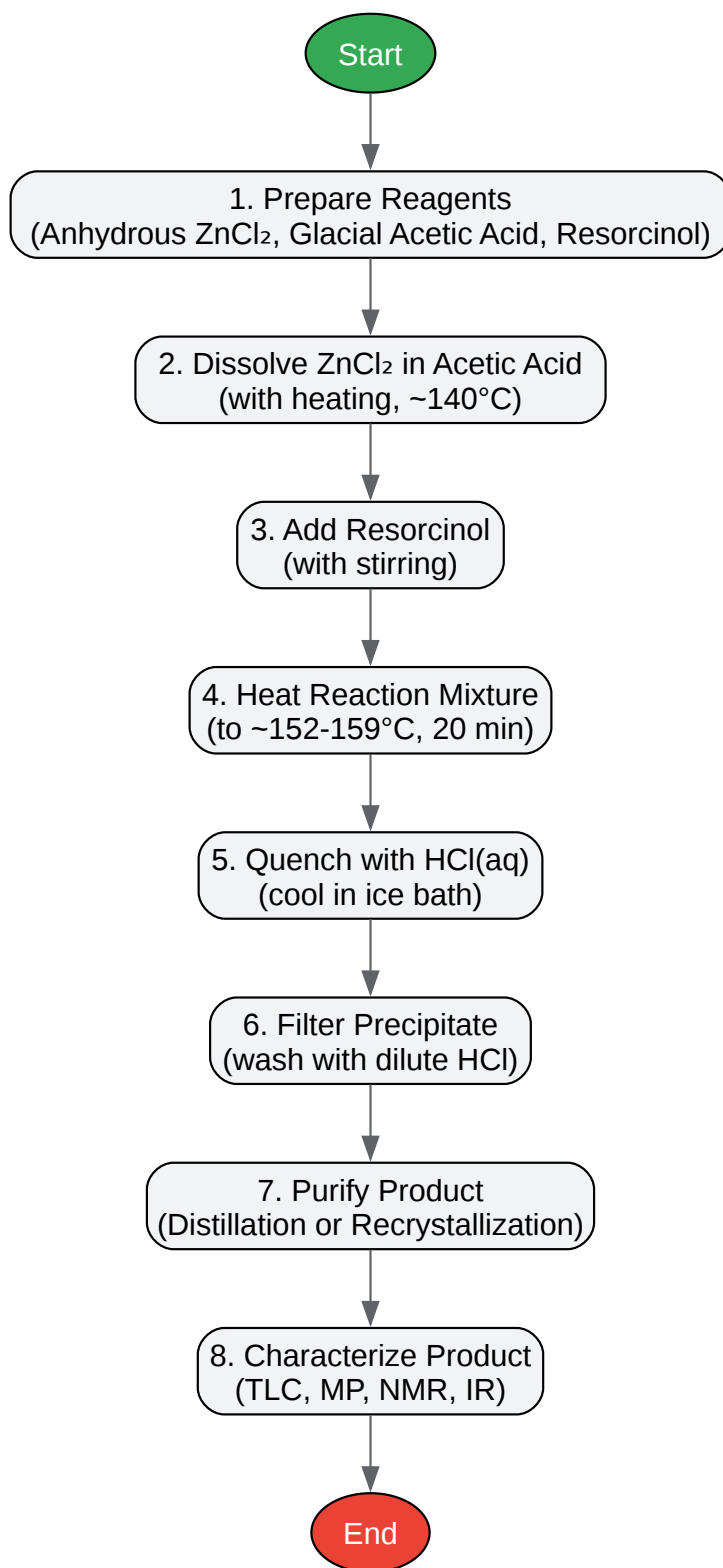 Start
1. Prepare Reagents
(Anhydrous ZnCl₂, Glacial Acetic Acid, Resorcinol)
2. Dissolve ZnCl₂ in Acetic Acid
(with heating, ~140°C)
3. Add Resorcinol
(with stirring)
4. Heat Reaction Mixture
(to ~152-159°C, 20 min)
5. Quench with HCl(aq)
(cool in ice bath)
6. Filter Precipitate
(wash with dilute HCl)
7. Purify Product
(Distillation or Recrystallization)
8. Characterize Product
(TLC, MP, NMR, IR)
End